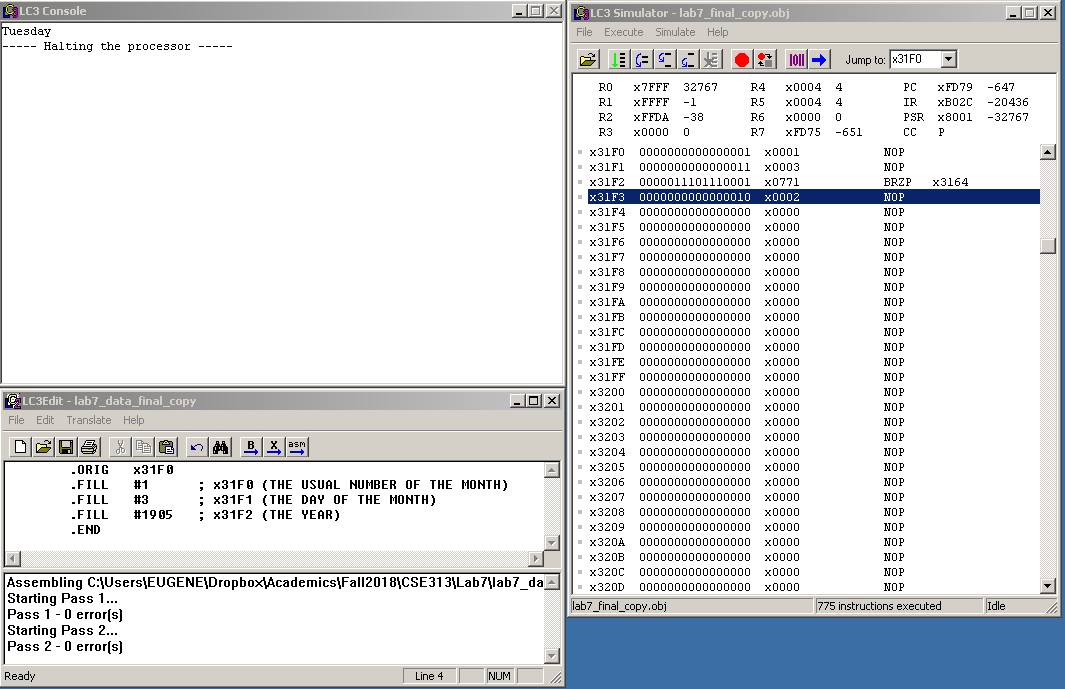 LC3 Console
Tuesday
----- Halting the processor -----
LC3Edit - lab7_data_final_copy
File Edit Translate Help
B X asm
.ORIG x31F0
.FILL #1 ; x31F0 (THE USUAL NUMBER OF THE MONTH)
.FILL #3 ; x31F1 (THE DAY OF THE MONTH)
.FILL #1905 ; x31F2 (THE YEAR)
.END
Assembling C:\Users\EUGENE\Dropbox\Academics\Fall2018\CSE313\Lab7\lab7_da
Starting Pass 1...
Pass 1 - 0 error(s)
Starting Pass 2...
Pass 2 - 0 error(s)
Ready Line 4 NUM
LC3 Simulator - lab7_final_copy.obj
File Execute Simulate Help
Jump to: x31F0
R0 x7FFF 32767 R4 x0004 4 PC xFD79 -647
R1 xFFFF -1 R5 x0004 4 IR xB02C -20436
R2 xFFDA -38 R6 x0000 0 PSR x8001 -32767
R3 x0000 0 R7 xFD75 -651 CC P
x31F0 0000000000000001 x0001 NOP
x31F1 0000000000000011 x0003 NOP
x31F2 0000011101110001 x0771 BRZP x3164
x31F3 0000000000000010 x0002 NOP
x31F4 0000000000000000 x0000 NOP
x31F5 0000000000000000 x0000 NOP
x31F6 0000000000000000 x0000 NOP
x31F7 0000000000000000 x0000 NOP
x31F8 0000000000000000 x0000 NOP
x31F9 0000000000000000 x0000 NOP
x31FA 0000000000000000 x0000 NOP
x31FB 0000000000000000 x0000 NOP
x31FC 0000000000000000 x0000 NOP
x31FD 0000000000000000 x0000 NOP
x31FE 0000000000000000 x0000 NOP
x31FF 0000000000000000 x0000 NOP
x3200 0000000000000000 x0000 NOP
x3201 0000000000000000 x0000 NOP
x3202 0000000000000000 x0000 NOP
x3203 0000000000000000 x0000 NOP
x3204 0000000000000000 x0000 NOP
x3205 0000000000000000 x0000 NOP
x3206 0000000000000000 x0000 NOP
x3207 0000000000000000 x0000 NOP
x3208 0000000000000000 x0000 NOP
x3209 0000000000000000 x0000 NOP
x320A 0000000000000000 x0000 NOP
x320B 0000000000000000 x0000 NOP
x320C 0000000000000000 x0000 NOP
x320D 0000000000000000 x0000 NOP
lab7_final_copy.obj 775 instructions executed Idle